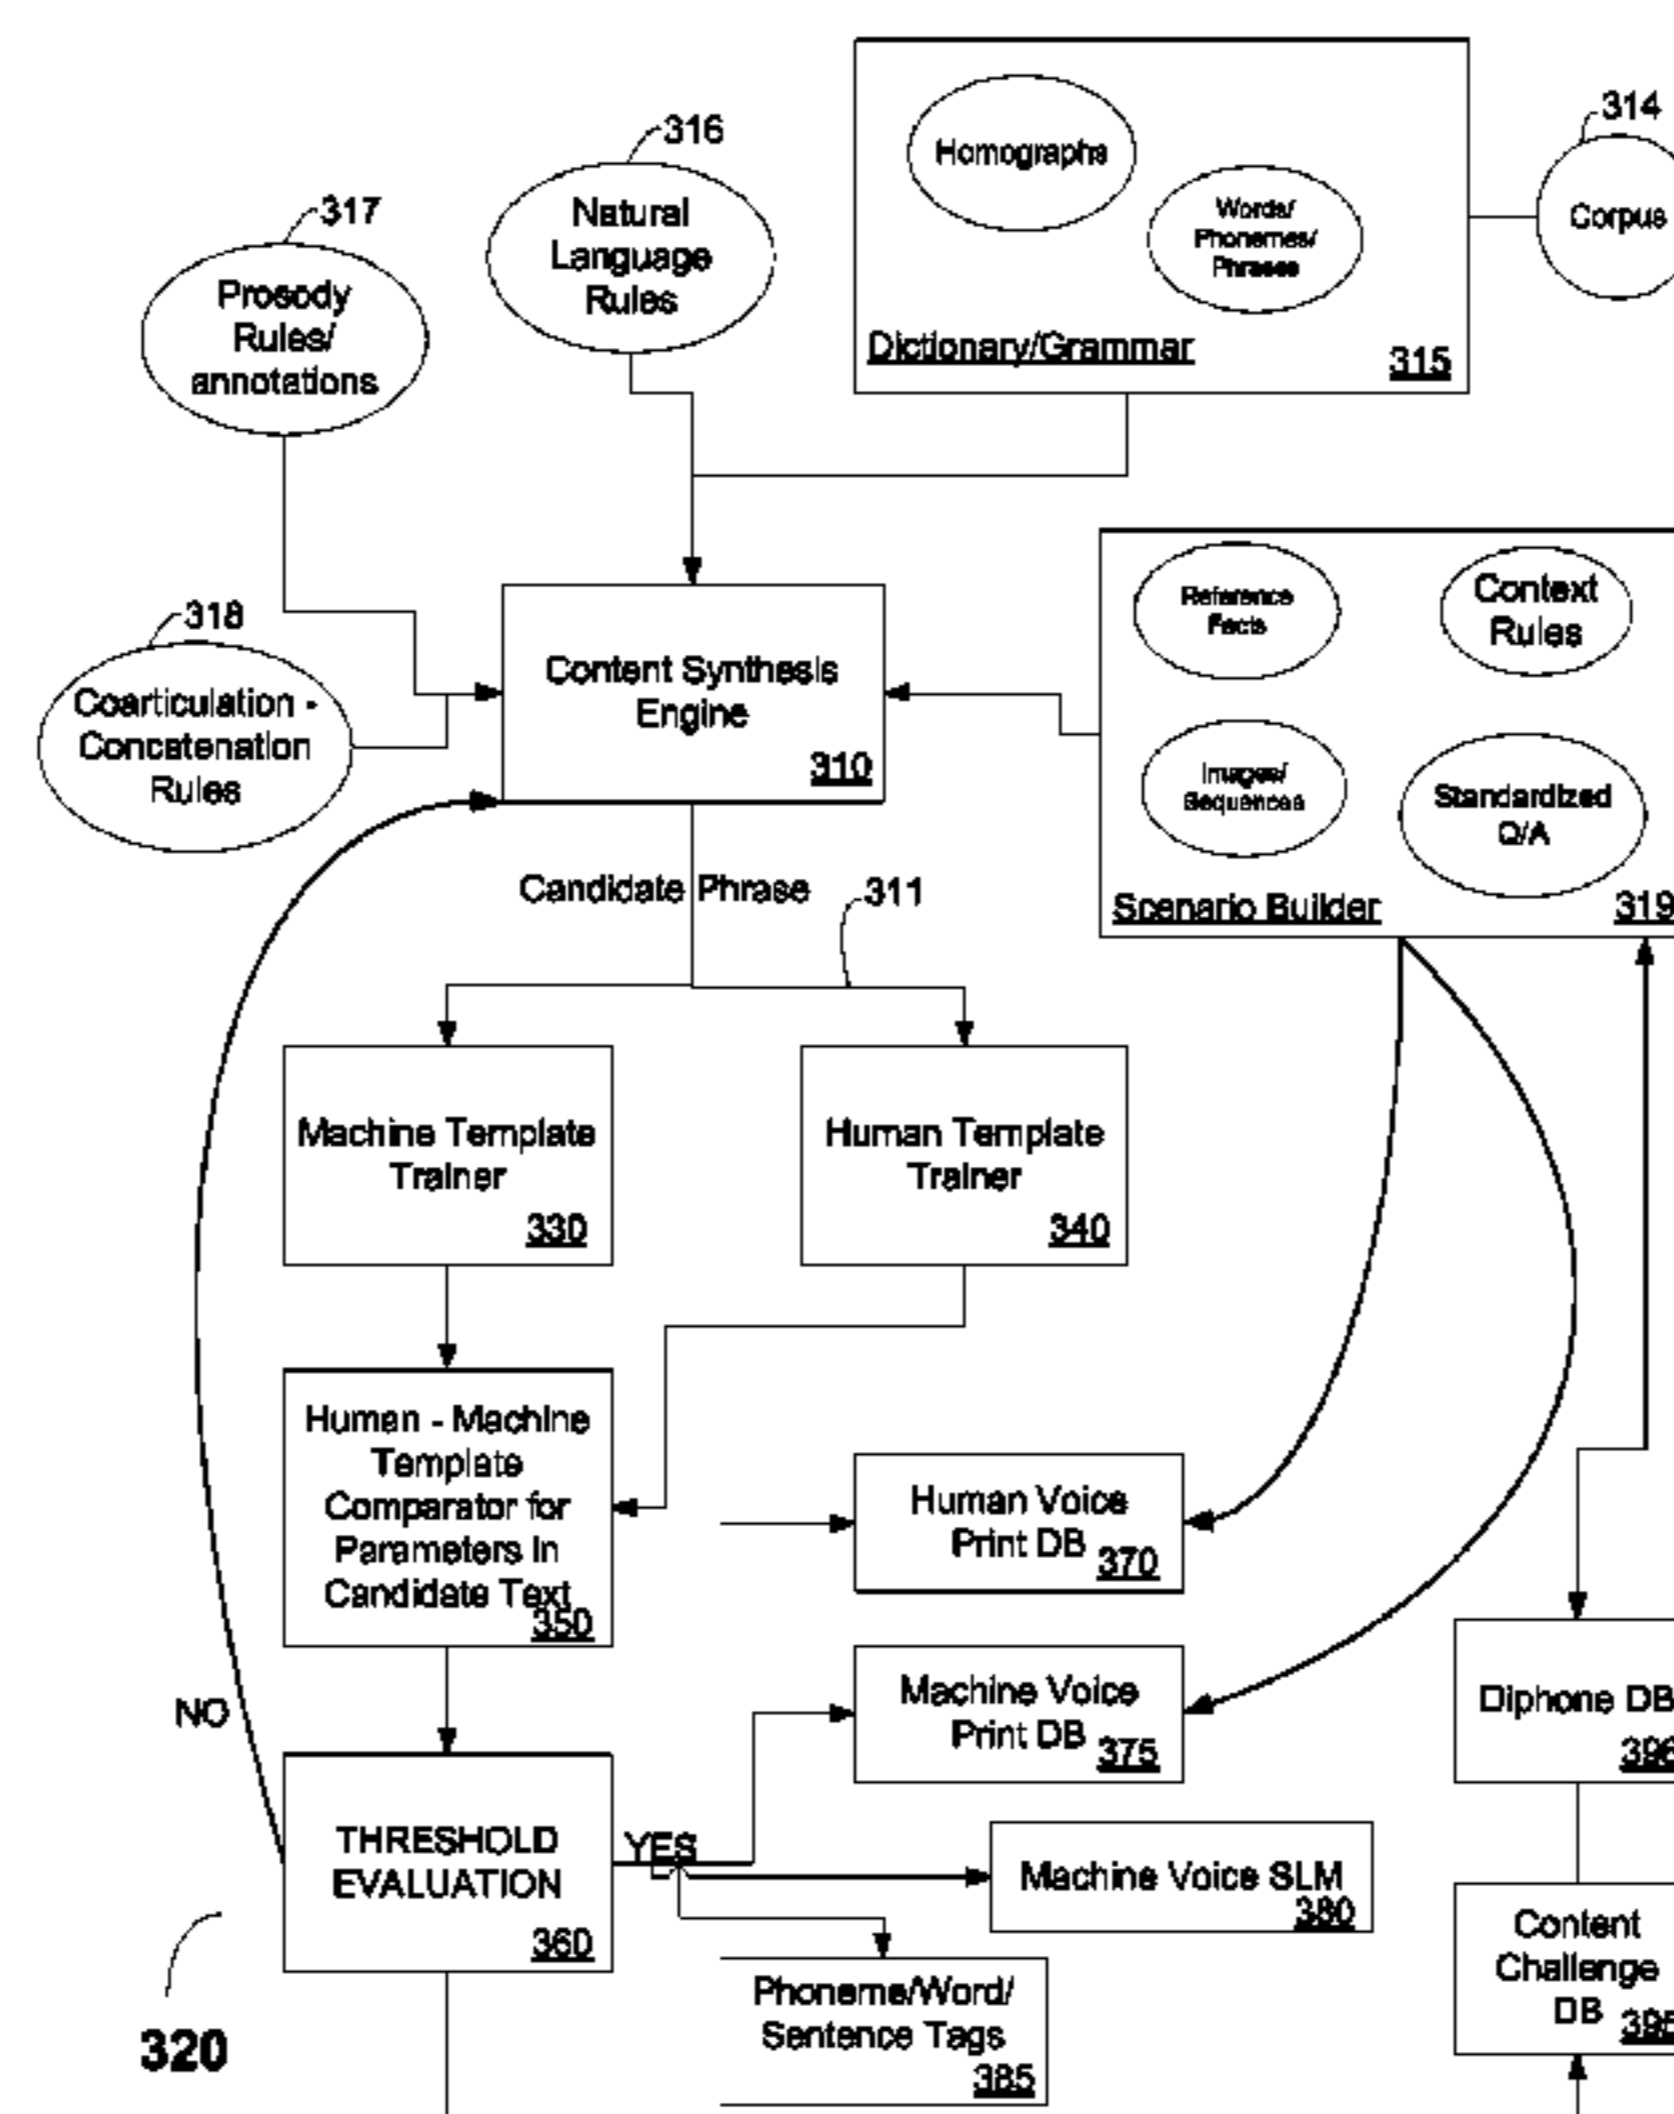 314
316
Homographs
317
Natural
Language
Rules
Words/
Phonemes/
Phrases
Corpus
Prosody
Rules/
annotations
Dictionary/Grammar
315
318
Reference
Facts
Context
Rules
Content Synthesis
Engine
310
Coarticulation -
Concatenation
Rules
Images/
Sequences
Standardized
Q/A
Candidate Phrase
311
Scenario Builder
319
Machine Template
Trainer
330
Human Template
Trainer
340
Human - Machine
Template
Comparator for
Parameters in
Candidate Text
350
Human Voice
Print DB
370
NO
Machine Voice
Print DB
375
Diphone DB
396
THRESHOLD
EVALUATION
360
YES
Machine Voice SLM
380
Content
Challenge
DB
395
320
Phoneme/Word/
Sentence Tags
385